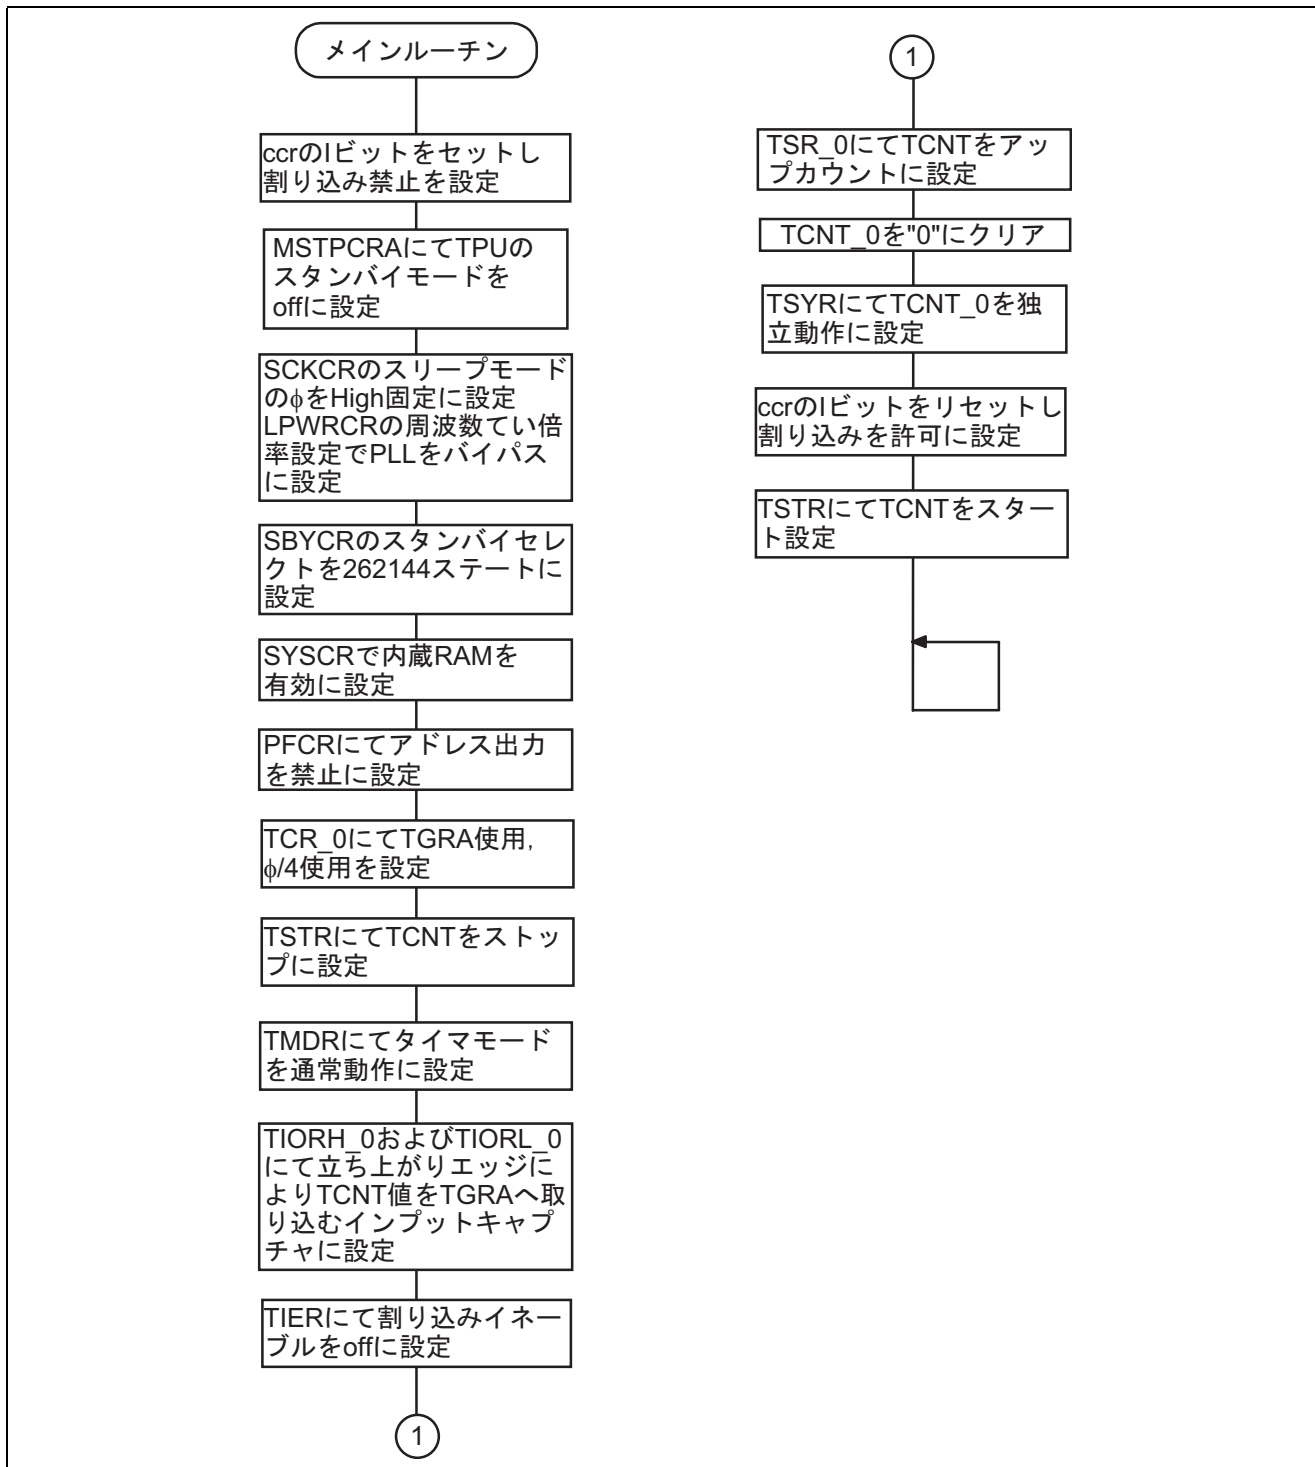 メインルーチン
ccrのIビットをセットし
割り込み禁止を設定
MSTPCRAにてTPUの
スタンバイモードを
offに設定
SCKCRのスリープモード
のφをHigh固定に設定
LPWRCRの周波数てい倍
率設定でPLLをバイパス
に設定
SBYCRのスタンバイセレ
クトを262144ステートに
設定
SYSCRで内蔵RAMを
有効に設定
PFCRにてアドレス出力
を禁止に設定
TCR_0にてTGRA使用,
φ/4使用を設定
TSTRにてTCNTをストッ
プに設定
TMDRにてタイマモード
を通常動作に設定
TIORH_0およびTIORL_0
にて立ち上がりエッジに
よりTCNT値をTGRAへ取
り込むインプットキャプ
チャに設定
TIERにて割り込みイネー
ブルをoffに設定
1
1
TSR_0にてTCNTをアッ
プカウントに設定
TCNT_0を"0"にクリア
TSYRにてTCNT_0を独
立動作に設定
ccrのIビットをリセットし
割り込みを許可に設定
TSTRにてTCNTをスター
ト設定